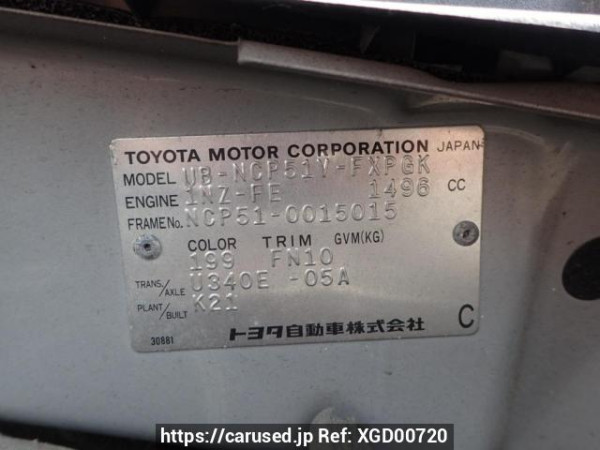 TOYOTA MOTOR CORPORATION JAPAN
MODEL UB-NCP51V-FXPGK
ENGINE 1NZ-FE 1496 CC
FRAME No. NCP51-0015015
COLOR TRIM GVM(KG)
199 FN10
TRANS./AXLE U340E -05A
PLANT/BUILT K21
トヨタ自動車株式会社 C
30881
https://carused.jp Ref: XGD00720